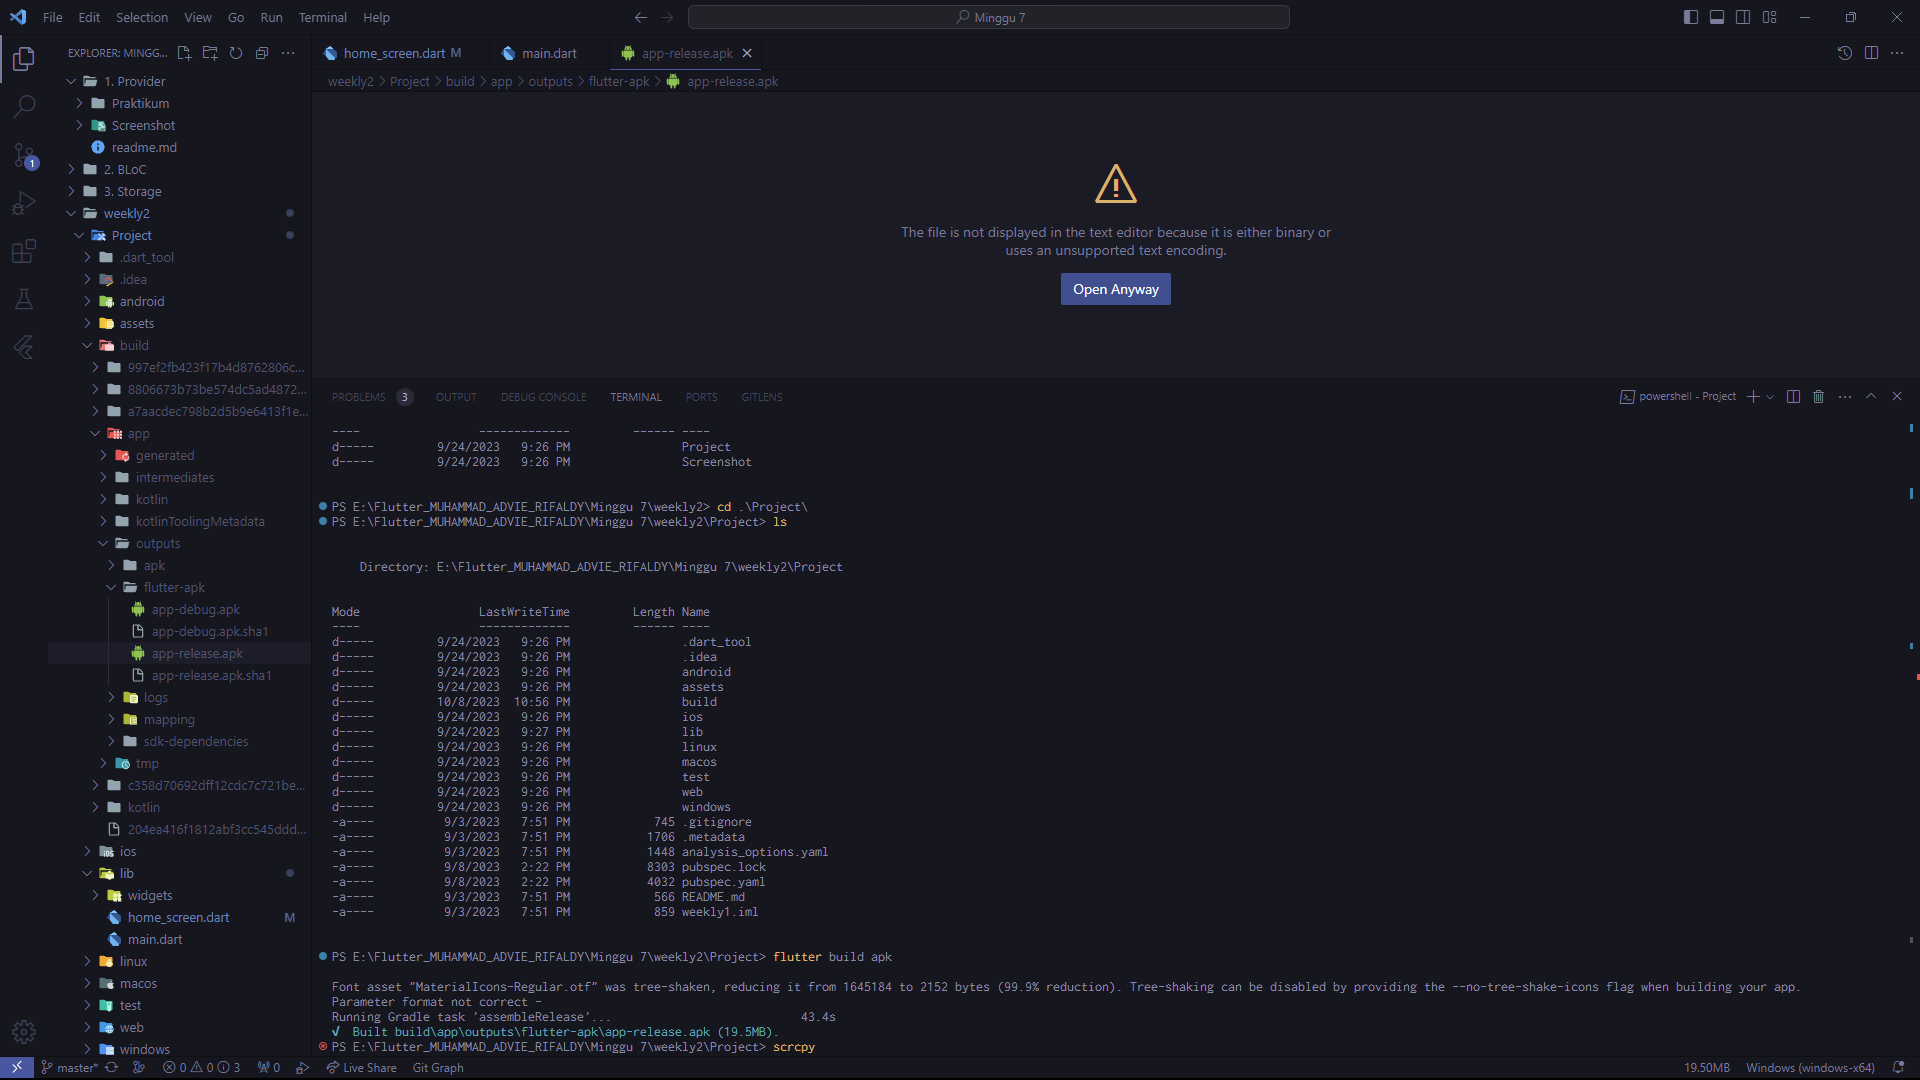 File Edit Selection View Go Run Terminal Help
Minggu 7
EXPLORER: MINGG...
1. Provider
Praktikum
Screenshot
readme.md
2. BLoC
3. Storage
weekly2
Project
.dart_tool
.idea
android
assets
build
997ef2fb423f17b4d8762806c...
8806673b73be574dc5ad4872...
a7aacdec798b2d5b9e6413f1e...
app
generated
intermediates
kotlin
kotlinToolingMetadata
outputs
apk
flutter-apk
app-debug.apk
app-debug.apk.sha1
app-release.apk
app-release.apk.sha1
logs
mapping
sdk-dependencies
tmp
c358d70692dff12cdc7c721be...
kotlin
204ea416f1812abf3cc545ddd...
ios
lib
widgets
home_screen.dart M
main.dart
linux
macos
test
web
windows
1
home_screen.dart M main.dart app-release.apk
weekly2 > Project > build > app > outputs > flutter-apk > app-release.apk
The file is not displayed in the text editor because it is either binary or
uses an unsupported text encoding.
Open Anyway
PROBLEMS 3 OUTPUT DEBUG CONSOLE TERMINAL PORTS GITLENS
powershell - Project
---- ------------- ------ ----
d----- 9/24/2023 9:26 PM Project
d----- 9/24/2023 9:26 PM Screenshot
PS E:\Flutter_MUHAMMAD_ADVIE_RIFALDY\Minggu 7\weekly2> cd .\Project\
PS E:\Flutter_MUHAMMAD_ADVIE_RIFALDY\Minggu 7\weekly2\Project> ls
Directory: E:\Flutter_MUHAMMAD_ADVIE_RIFALDY\Minggu 7\weekly2\Project
Mode LastWriteTime Length Name
---- ------------- ------ ----
d----- 9/24/2023 9:26 PM .dart_tool
d----- 9/24/2023 9:26 PM .idea
d----- 9/24/2023 9:26 PM android
d----- 9/24/2023 9:26 PM assets
d----- 10/8/2023 10:56 PM build
d----- 9/24/2023 9:26 PM ios
d----- 9/24/2023 9:27 PM lib
d----- 9/24/2023 9:26 PM linux
d----- 9/24/2023 9:26 PM macos
d----- 9/24/2023 9:26 PM test
d----- 9/24/2023 9:26 PM web
d----- 9/24/2023 9:26 PM windows
-a---- 9/3/2023 7:51 PM 745 .gitignore
-a---- 9/3/2023 7:51 PM 1706 .metadata
-a---- 9/3/2023 7:51 PM 1448 analysis_options.yaml
-a---- 9/8/2023 2:22 PM 8303 pubspec.lock
-a---- 9/8/2023 2:22 PM 4032 pubspec.yaml
-a---- 9/3/2023 7:51 PM 566 README.md
-a---- 9/3/2023 7:51 PM 859 weekly1.iml
PS E:\Flutter_MUHAMMAD_ADVIE_RIFALDY\Minggu 7\weekly2\Project> flutter build apk
Font asset "MaterialIcons-Regular.otf" was tree-shaken, reducing it from 1645184 to 2152 bytes (99.9% reduction). Tree-shaking can be disabled by providing the --no-tree-shake-icons flag when building your app.
Parameter format not correct -
Running Gradle task 'assembleRelease'... 43.4s
√ Built build\app\outputs\flutter-apk\app-release.apk (19.5MB).
PS E:\Flutter_MUHAMMAD_ADVIE_RIFALDY\Minggu 7\weekly2\Project> scrcpy
master* 0 0 3 0 Live Share Git Graph 19.50MB Windows (windows-x64)